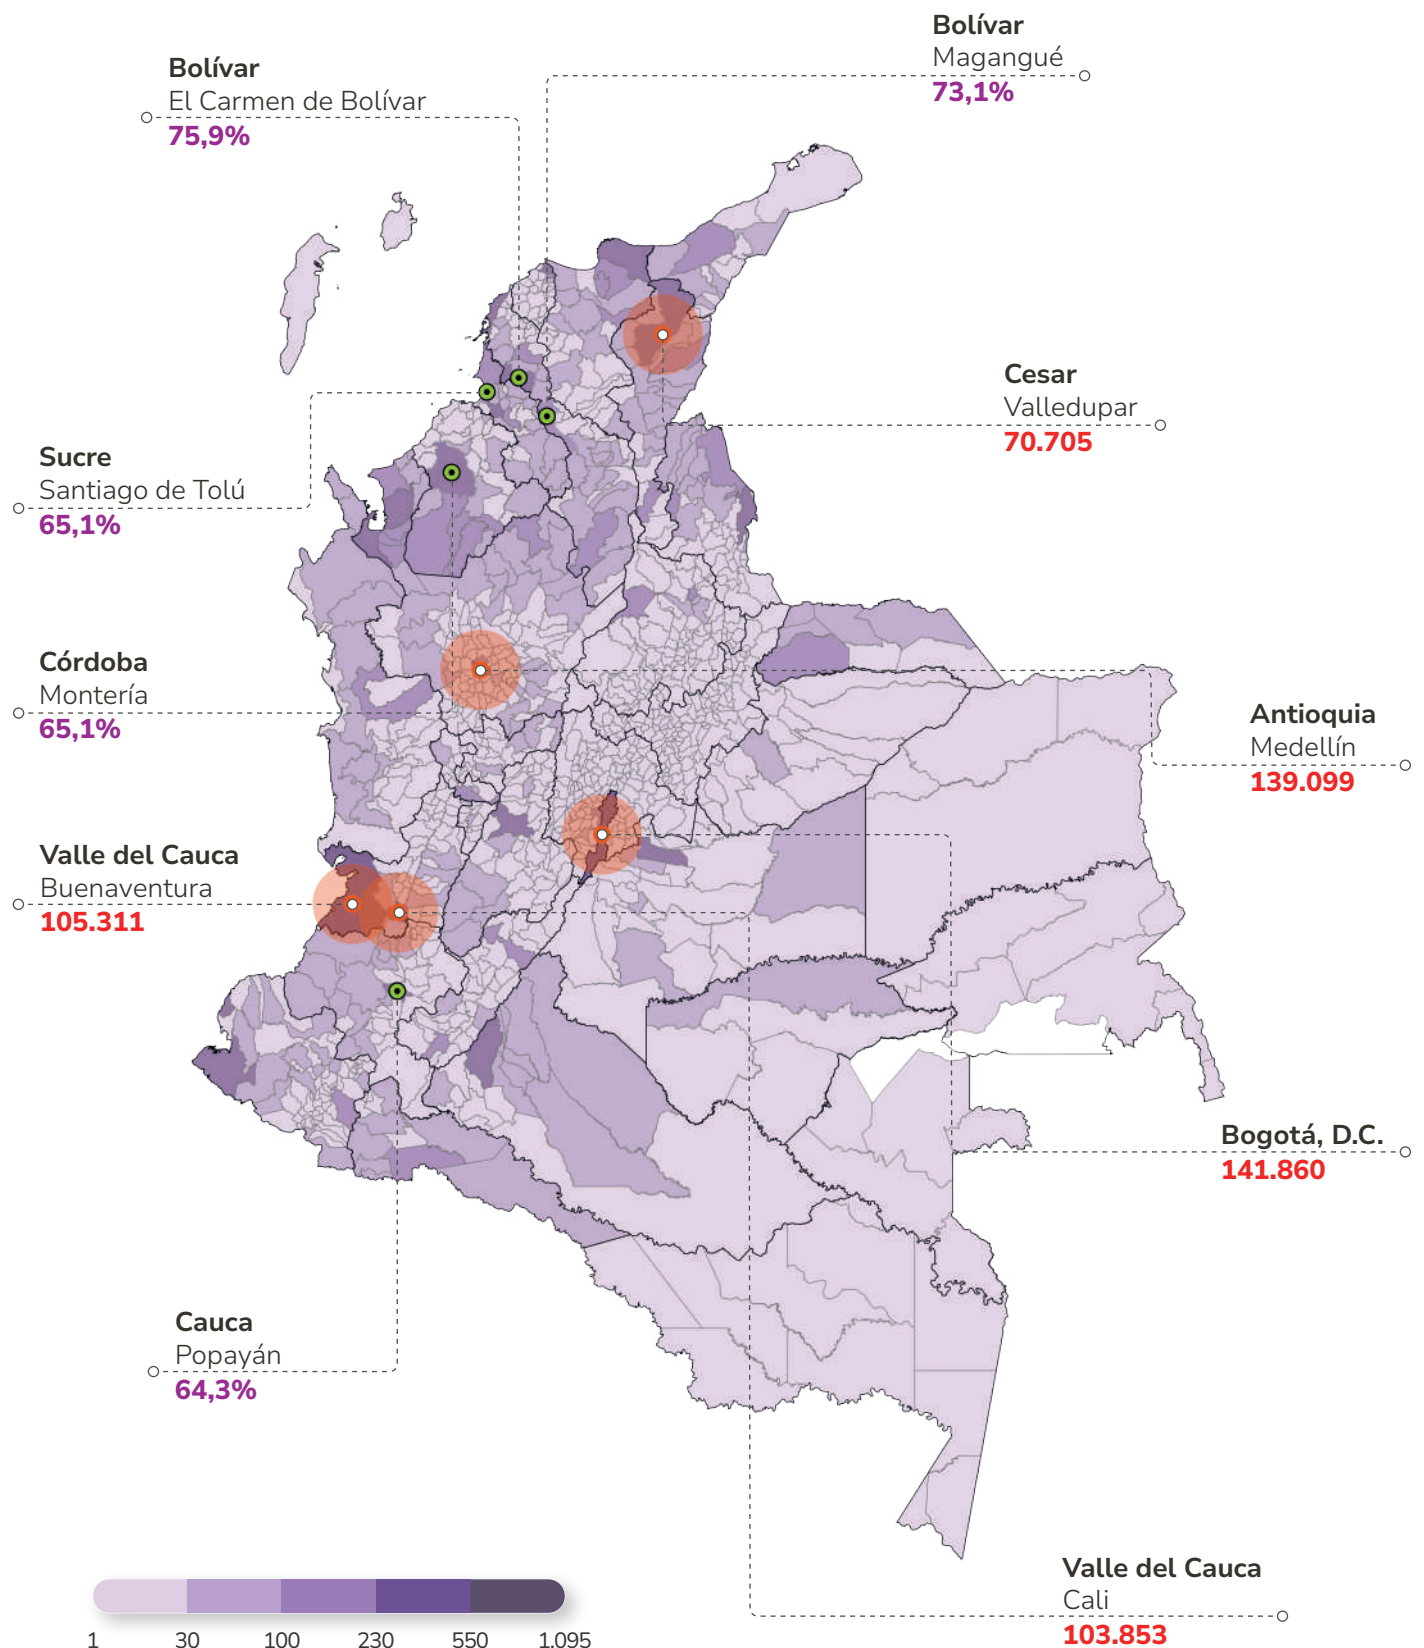 Bolívar
Magangué
73,1%
Bolívar
El Carmen de Bolívar
75,9%
Cesar
Valledupar
70.705
Sucre
Santiago de Tolú
65,1%
Córdoba
Montería
65,1%
Antioquia
Medellín
139.099
Valle del Cauca
Buenaventura
105.311
Bogotá, D.C.
141.860
Cauca
Popayán
64,3%
Valle del Cauca
Cali
103.853
1 30 100 230 550 1.095